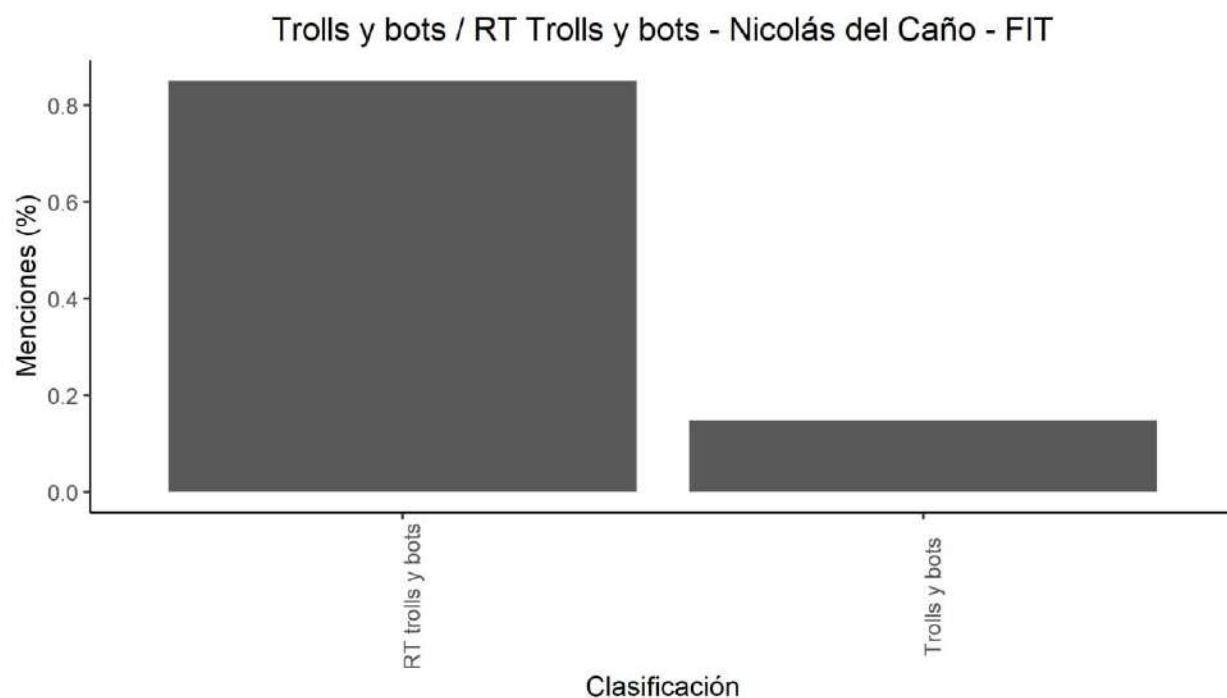 Trolls y bots / RT Trolls y bots - Nicolás del Caño - FIT
Menciones (%)
0.8
0.6
0.4
0.2
0.0
RT trolls y bots
Trolls y bots
Clasificación